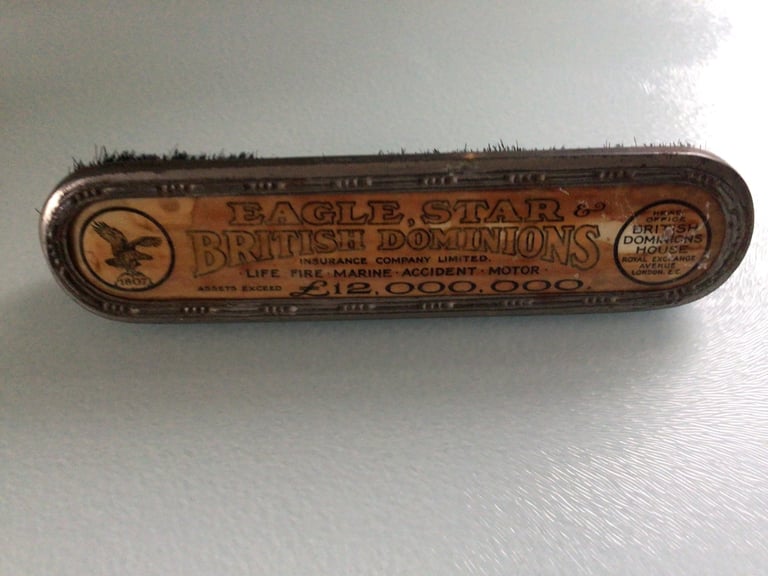 1807
EAGLE, STAR &
BRITISH DOMINIONS
INSURANCE COMPANY LIMITED.
LIFE FIRE · MARINE · ACCIDENT · MOTOR ·
ASSETS EXCEED £12,000,000.
HEAD
OFFICE
BRITISH
DOMINIONS
HOUSE
ROYAL EXCHANGE
AVENUE
LONDON. E.C.